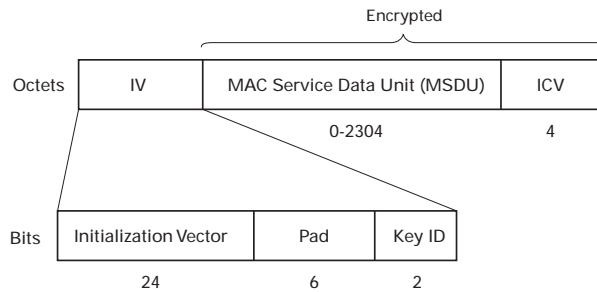 Encrypted
Octets IV MAC Service Data Unit (MSDU) ICV
0-2304 4
Bits Initialization Vector Pad Key ID
24 6 2